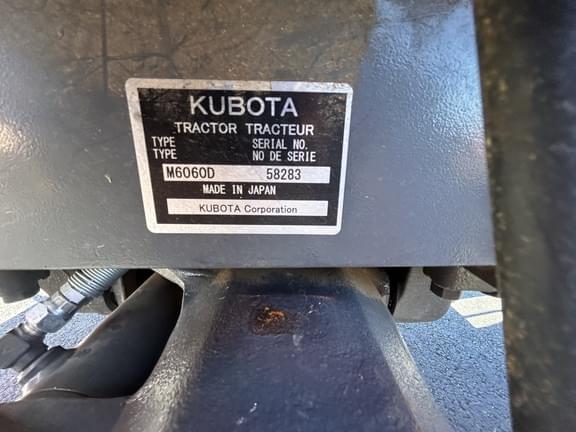 KUBOTA
TRACTOR TRACTEUR
TYPE SERIAL NO.
TYPE NO DE SERIE
M6060D 58283
MADE IN JAPAN
KUBOTA Corporation